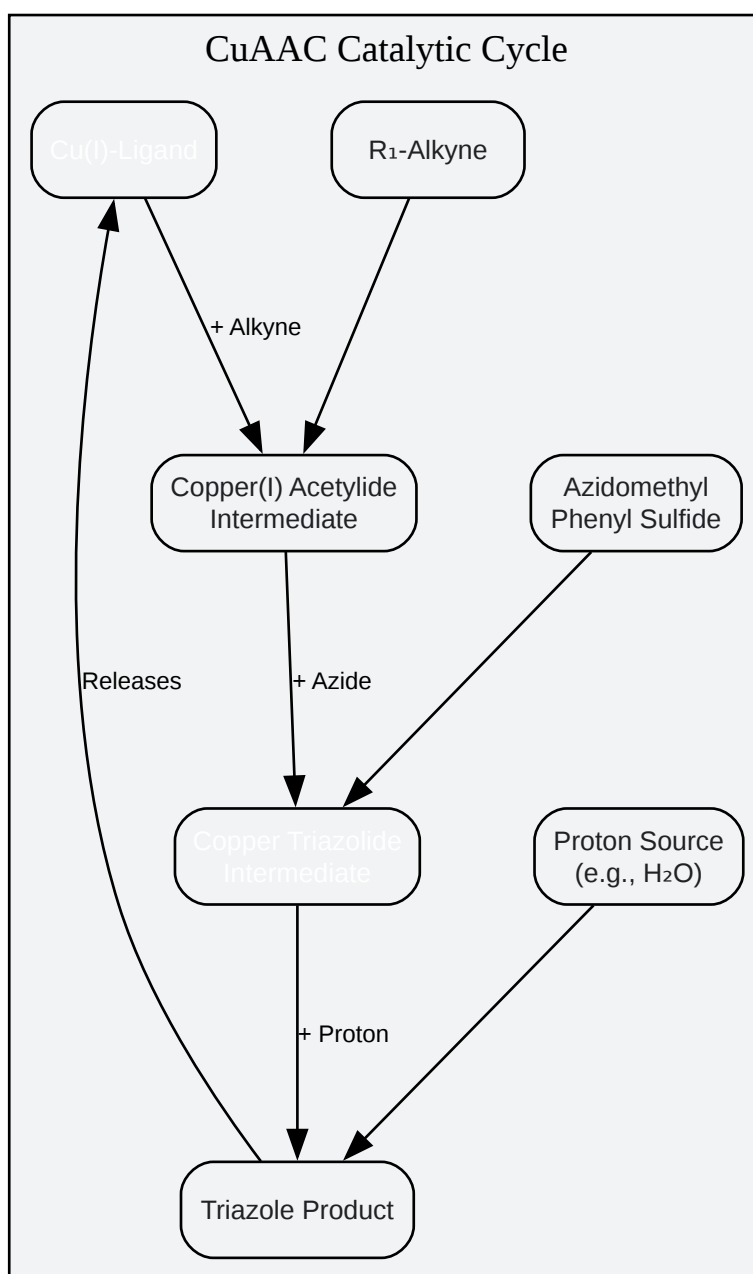 CuAAC Catalytic Cycle
Cu(I)-Ligand
R₁-Alkyne
+ Alkyne
Copper(I) Acetylide
Intermediate
Azidomethyl
Phenyl Sulfide
Releases
+ Azide
Copper Triazolide
Intermediate
Proton Source
(e.g., H₂O)
+ Proton
Triazole Product